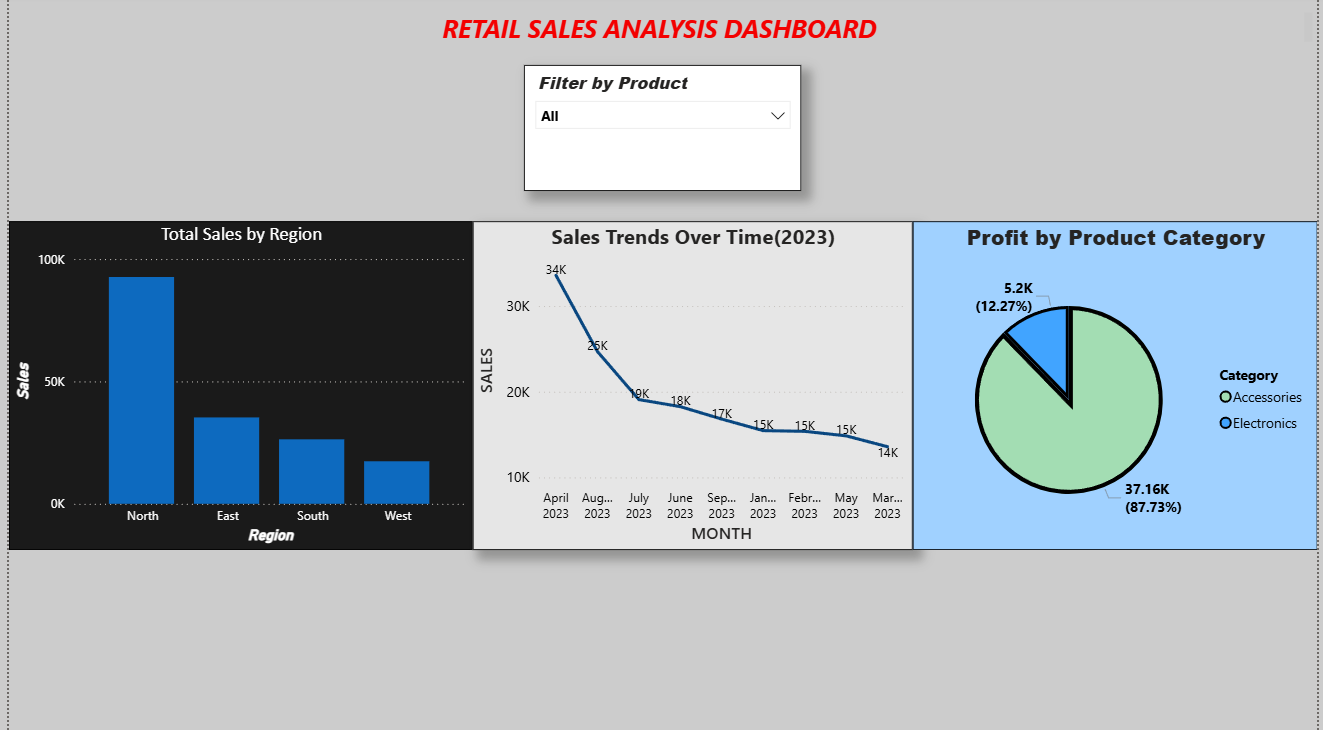 RETAIL SALES ANALYSIS DASHBOARD
Filter by Product
All
Total Sales by Region
100K
50K
0K
Sales
North East South West
Region
Sales Trends Over Time(2023)
34K
30K
25K
20K
19K
18K
17K
15K
15K
15K
14K
10K
SALES
April Aug... July June Sep... Jan... Febr... May Mar...
2023 2023 2023 2023 2023 2023 2023 2023 2023
MONTH
Profit by Product Category
5.2K
(12.27%)
37.16K
(87.73%)
Category
Accessories
Electronics